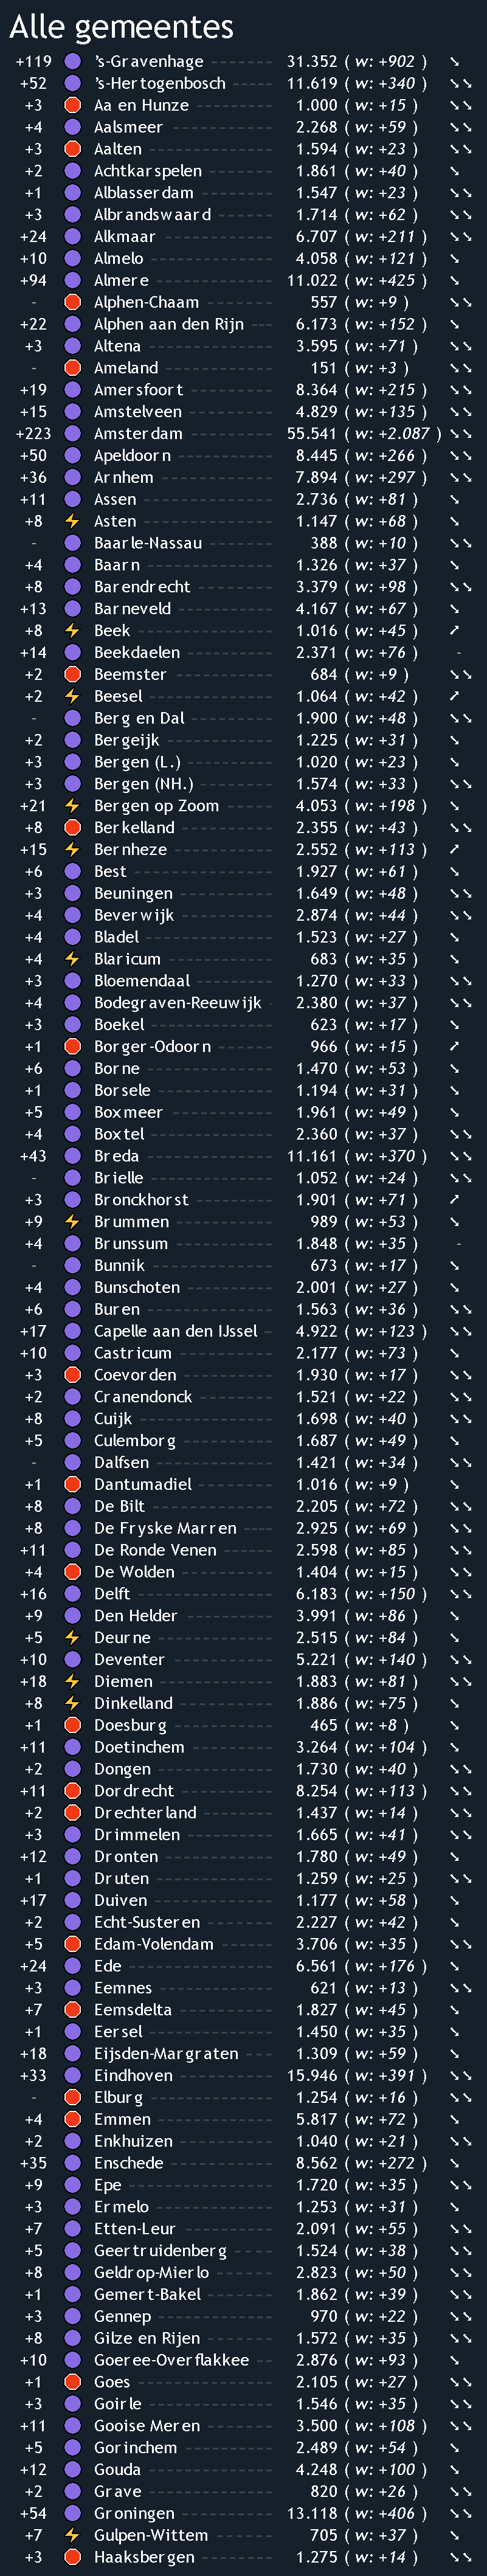 Alle gemeentes
+119 's-Gravenhage 31.352 ( w: +902 )
+52 's-Hertogenbosch 11.619 ( w: +340 )
+3 Aa en Hunze 1.000 ( w: +15 )
+4 Aalsmeer 2.268 ( w: +59 )
+3 Aalten 1.594 ( w: +23 )
+2 Achtkarspelen 1.861 ( w: +40 )
+1 Alblasserdam 1.547 ( w: +23 )
+3 Albrandswaard 1.714 ( w: +62 )
+24 Alkmaar 6.707 ( w: +211 )
+10 Almelo 4.058 ( w: +121 )
+94 Almere 11.022 ( w: +425 )
- Alphen-Chaam 557 ( w: +9 )
+22 Alphen aan den Rijn 6.173 ( w: +152 )
+3 Altena 3.595 ( w: +71 )
- Ameland 151 ( w: +3 )
+19 Amersfoort 8.364 ( w: +215 )
+15 Amstelveen 4.829 ( w: +135 )
+223 Amsterdam 55.541 ( w: +2.087 )
+50 Apeldoorn 8.445 ( w: +266 )
+36 Arnhem 7.894 ( w: +297 )
+11 Assen 2.736 ( w: +81 )
+8 Asten 1.147 ( w: +68 )
- Baarle-Nassau 388 ( w: +10 )
+4 Baarn 1.326 ( w: +37 )
+8 Barendrecht 3.379 ( w: +98 )
+13 Barneveld 4.167 ( w: +67 )
+8 Beek 1.016 ( w: +45 )
+14 Beekdaelen 2.371 ( w: +76 ) -
+2 Beemster 684 ( w: +9 )
+2 Beesel 1.064 ( w: +42 )
- Berg en Dal 1.900 ( w: +48 )
+2 Bergeijk 1.225 ( w: +31 )
+3 Bergen (L.) 1.020 ( w: +23 )
+3 Bergen (NH.) 1.574 ( w: +33 )
+21 Bergen op Zoom 4.053 ( w: +198 )
+8 Berkelland 2.355 ( w: +43 )
+15 Bernheze 2.552 ( w: +113 )
+6 Best 1.927 ( w: +61 )
+3 Beuningen 1.649 ( w: +48 )
+4 Beverwijk 2.874 ( w: +44 )
+4 Bladel 1.523 ( w: +27 )
+4 Blaricum 683 ( w: +35 )
+3 Bloemendaal 1.270 ( w: +33 )
+4 Bodegraven-Reeuwijk 2.380 ( w: +37 )
+3 Boekel 623 ( w: +17 )
+1 Borger-Odoorn 966 ( w: +15 )
+6 Borne 1.470 ( w: +53 )
+1 Borsele 1.194 ( w: +31 )
+5 Boxmeer 1.961 ( w: +49 )
+4 Boxtel 2.360 ( w: +37 )
+43 Breda 11.161 ( w: +370 )
- Brielle 1.052 ( w: +24 )
+3 Bronckhorst 1.901 ( w: +71 )
+9 Brummen 989 ( w: +53 )
+4 Brunssum 1.848 ( w: +35 ) -
- Bunnik 673 ( w: +17 )
+4 Bunschoten 2.001 ( w: +27 )
+6 Buren 1.563 ( w: +36 )
+17 Capelle aan den IJssel 4.922 ( w: +123 )
+10 Castricum 2.177 ( w: +73 )
+3 Coevorden 1.930 ( w: +17 )
+2 Cranendonck 1.521 ( w: +22 )
+8 Cuijk 1.698 ( w: +40 )
+5 Culemborg 1.687 ( w: +49 )
- Dalfsen 1.421 ( w: +34 )
+1 Dantumadiel 1.016 ( w: +9 )
+8 De Bilt 2.205 ( w: +72 )
+8 De Fryske Marren 2.925 ( w: +69 )
+11 De Ronde Venen 2.598 ( w: +85 )
+4 De Wolden 1.404 ( w: +15 )
+16 Delft 6.183 ( w: +150 )
+9 Den Helder 3.991 ( w: +86 )
+5 Deurne 2.515 ( w: +84 )
+10 Deventer 5.221 ( w: +140 )
+18 Diemen 1.883 ( w: +81 )
+8 Dinkelland 1.886 ( w: +75 )
+1 Doesburg 465 ( w: +8 )
+11 Doetinchem 3.264 ( w: +104 )
+2 Dongen 1.730 ( w: +40 )
+11 Dordrecht 8.254 ( w: +113 )
+2 Drechterland 1.437 ( w: +14 )
+3 Drimmelen 1.665 ( w: +41 )
+12 Dronten 1.780 ( w: +49 )
+1 Druten 1.259 ( w: +25 )
+17 Duiven 1.177 ( w: +58 )
+2 Echt-Susteren 2.227 ( w: +42 )
+5 Edam-Volendam 3.706 ( w: +35 )
+24 Ede 6.561 ( w: +176 )
+3 Eemnes 621 ( w: +13 )
+7 Eemsdelta 1.827 ( w: +45 )
+1 Eersel 1.450 ( w: +35 )
+18 Eijsden-Margraten 1.309 ( w: +59 )
+33 Eindhoven 15.946 ( w: +391 )
- Elburg 1.254 ( w: +16 )
+4 Emmen 5.817 ( w: +72 )
+2 Enkhuizen 1.040 ( w: +21 )
+35 Enschede 8.562 ( w: +272 )
+9 Epe 1.720 ( w: +35 )
+3 Ermelo 1.253 ( w: +31 )
+7 Etten-Leur 2.091 ( w: +55 )
+5 Geertruidenberg 1.524 ( w: +38 )
+8 Geldrop-Mierlo 2.823 ( w: +50 )
+1 Gemert-Bakel 1.862 ( w: +39 )
+3 Gennep 970 ( w: +22 )
+8 Gilze en Rijen 1.572 ( w: +35 )
+10 Goeree-Overflakkee 2.876 ( w: +93 )
+1 Goes 2.105 ( w: +27 )
+3 Goirle 1.546 ( w: +35 )
+11 Gooise Meren 3.500 ( w: +108 )
+5 Gorinchem 2.489 ( w: +54 )
+12 Gouda 4.248 ( w: +100 )
+2 Grave 820 ( w: +26 )
+54 Groningen 13.118 ( w: +406 )
+7 Gulpen-Wittem 705 ( w: +37 )
+3 Haaksbergen 1.275 ( w: +14 )